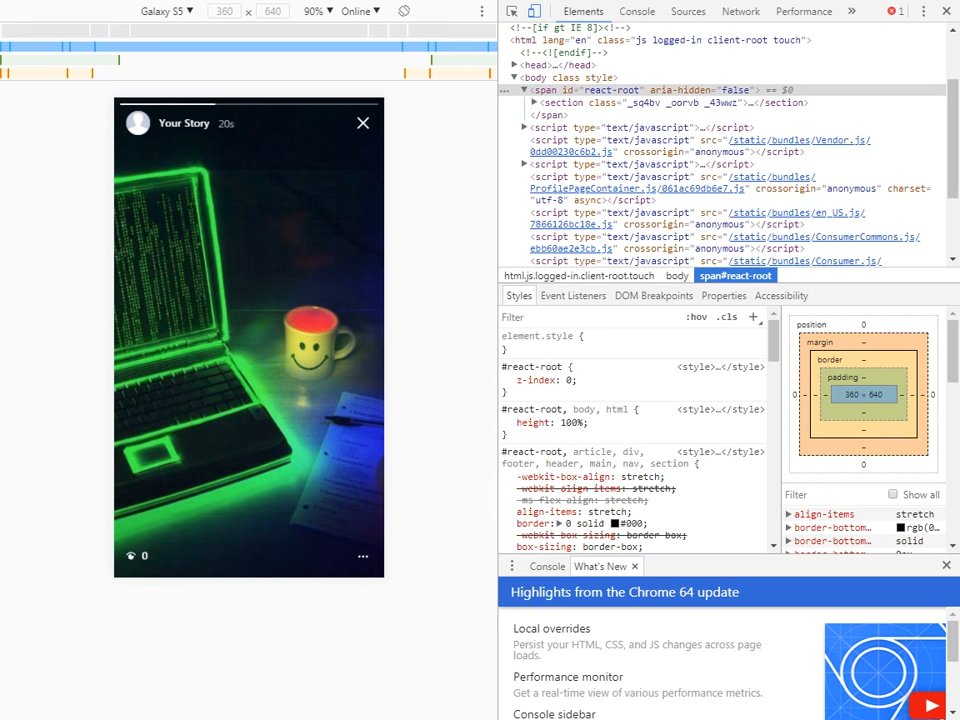 Galaxy S5 ▼ 360 × 640 90% ▼ Online ▼
Elements Console Sources Network Performance » 1
Your Story 20s
0
<!--[if gt IE 8]><!-->
<html lang="en" class="js logged-in client-root touch">
<!--<![endif]-->
<head>…</head>
<body class style>
<span id="react-root" aria-hidden="false"> == $0
<section class="_sq4bv _oorvb _43wwz">…</section>
</span>
<script type="text/javascript">…</script>
<script type="text/javascript" src="/static/bundles/Vendor.js/
0dd00230c6b2.js" crossorigin="anonymous"></script>
<script type="text/javascript">…</script>
<script type="text/javascript" src="/static/bundles/
ProfilePageContainer.js/061ac69db6e7.js" crossorigin="anonymous" charset=
"utf-8" async></script>
<script type="text/javascript" src="/static/bundles/en_US.js/
7866126bc18e.js" crossorigin="anonymous"></script>
<script type="text/javascript" src="/static/bundles/ConsumerCommons.js/
ebb60ae2e3cb.js" crossorigin="anonymous"></script>
<script type="text/javascript" src="/static/bundles/Consumer.js/
html.js.logged-in.client-root.touch body span#react-root
Styles Event Listeners DOM Breakpoints Properties Accessibility
Filter :hov .cls +
element.style {
}
#react-root { <style>…</style>
z-index: 0;
}
#react-root, body, html { <style>…</style>
height: 100%;
}
#react-root, article, div, <style>…</style>
footer, header, main, nav, section {
-webkit-box-align: stretch;
-webkit-align-items: stretch;
-ms-flex-align: stretch;
align-items: stretch;
border: 0 solid #000;
-webkit-box-sizing: border-box;
box-sizing: border-box;
position 0
margin –
border –
padding –
0 – – – 360 × 640 – – – 0
–
–
–
0
Filter Show all
align-items stretch
border-bottom… rgb(0…
border-bottom… solid
Console What's New ×
Highlights from the Chrome 64 update
Local overrides
Persist your HTML, CSS, and JS changes across page
loads.
Performance monitor
Get a real-time view of various performance metrics.
Console sidebar